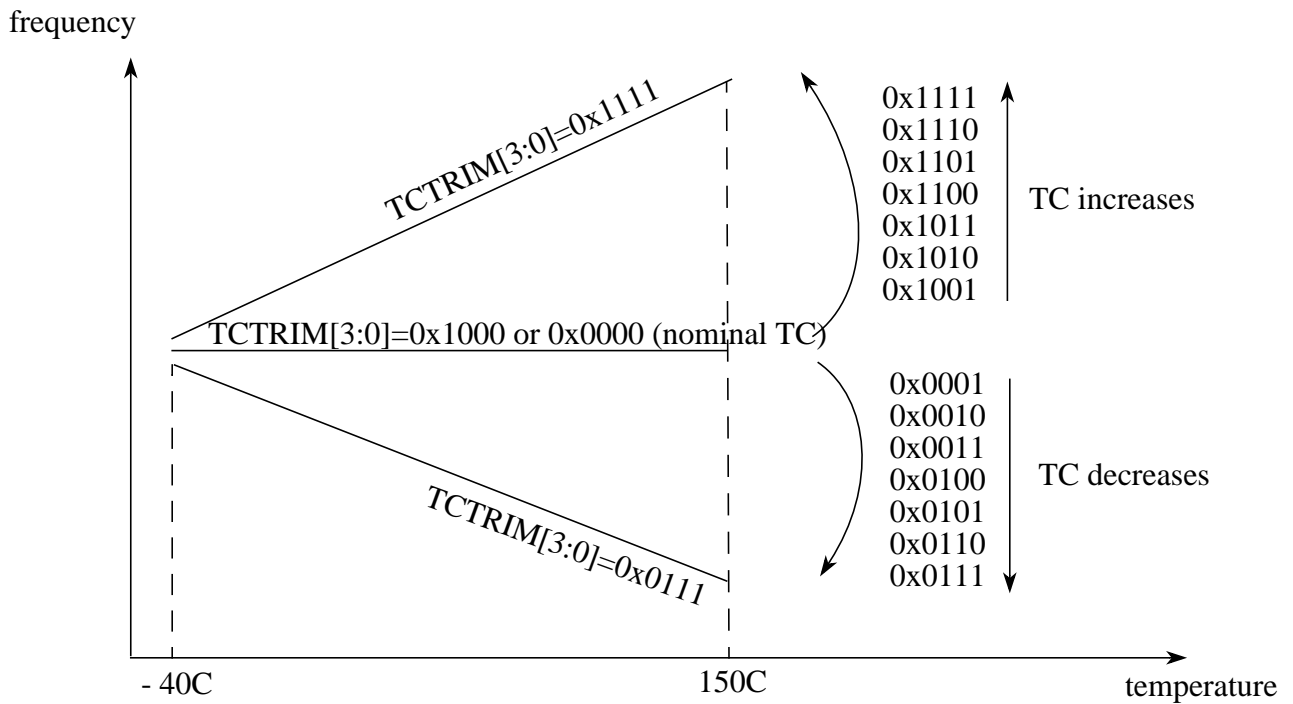 frequency
TCTRIM[3:0]=0x1111
0x1111
0x1110
0x1101
0x1100
0x1011
0x1010
0x1001
TC increases
TCTRIM[3:0]=0x1000 or 0x0000 (nominal TC)
TCTRIM[3:0]=0x0111
0x0001
0x0010
0x0011
0x0100
0x0101
0x0110
0x0111
TC decreases
- 40C
150C
temperature